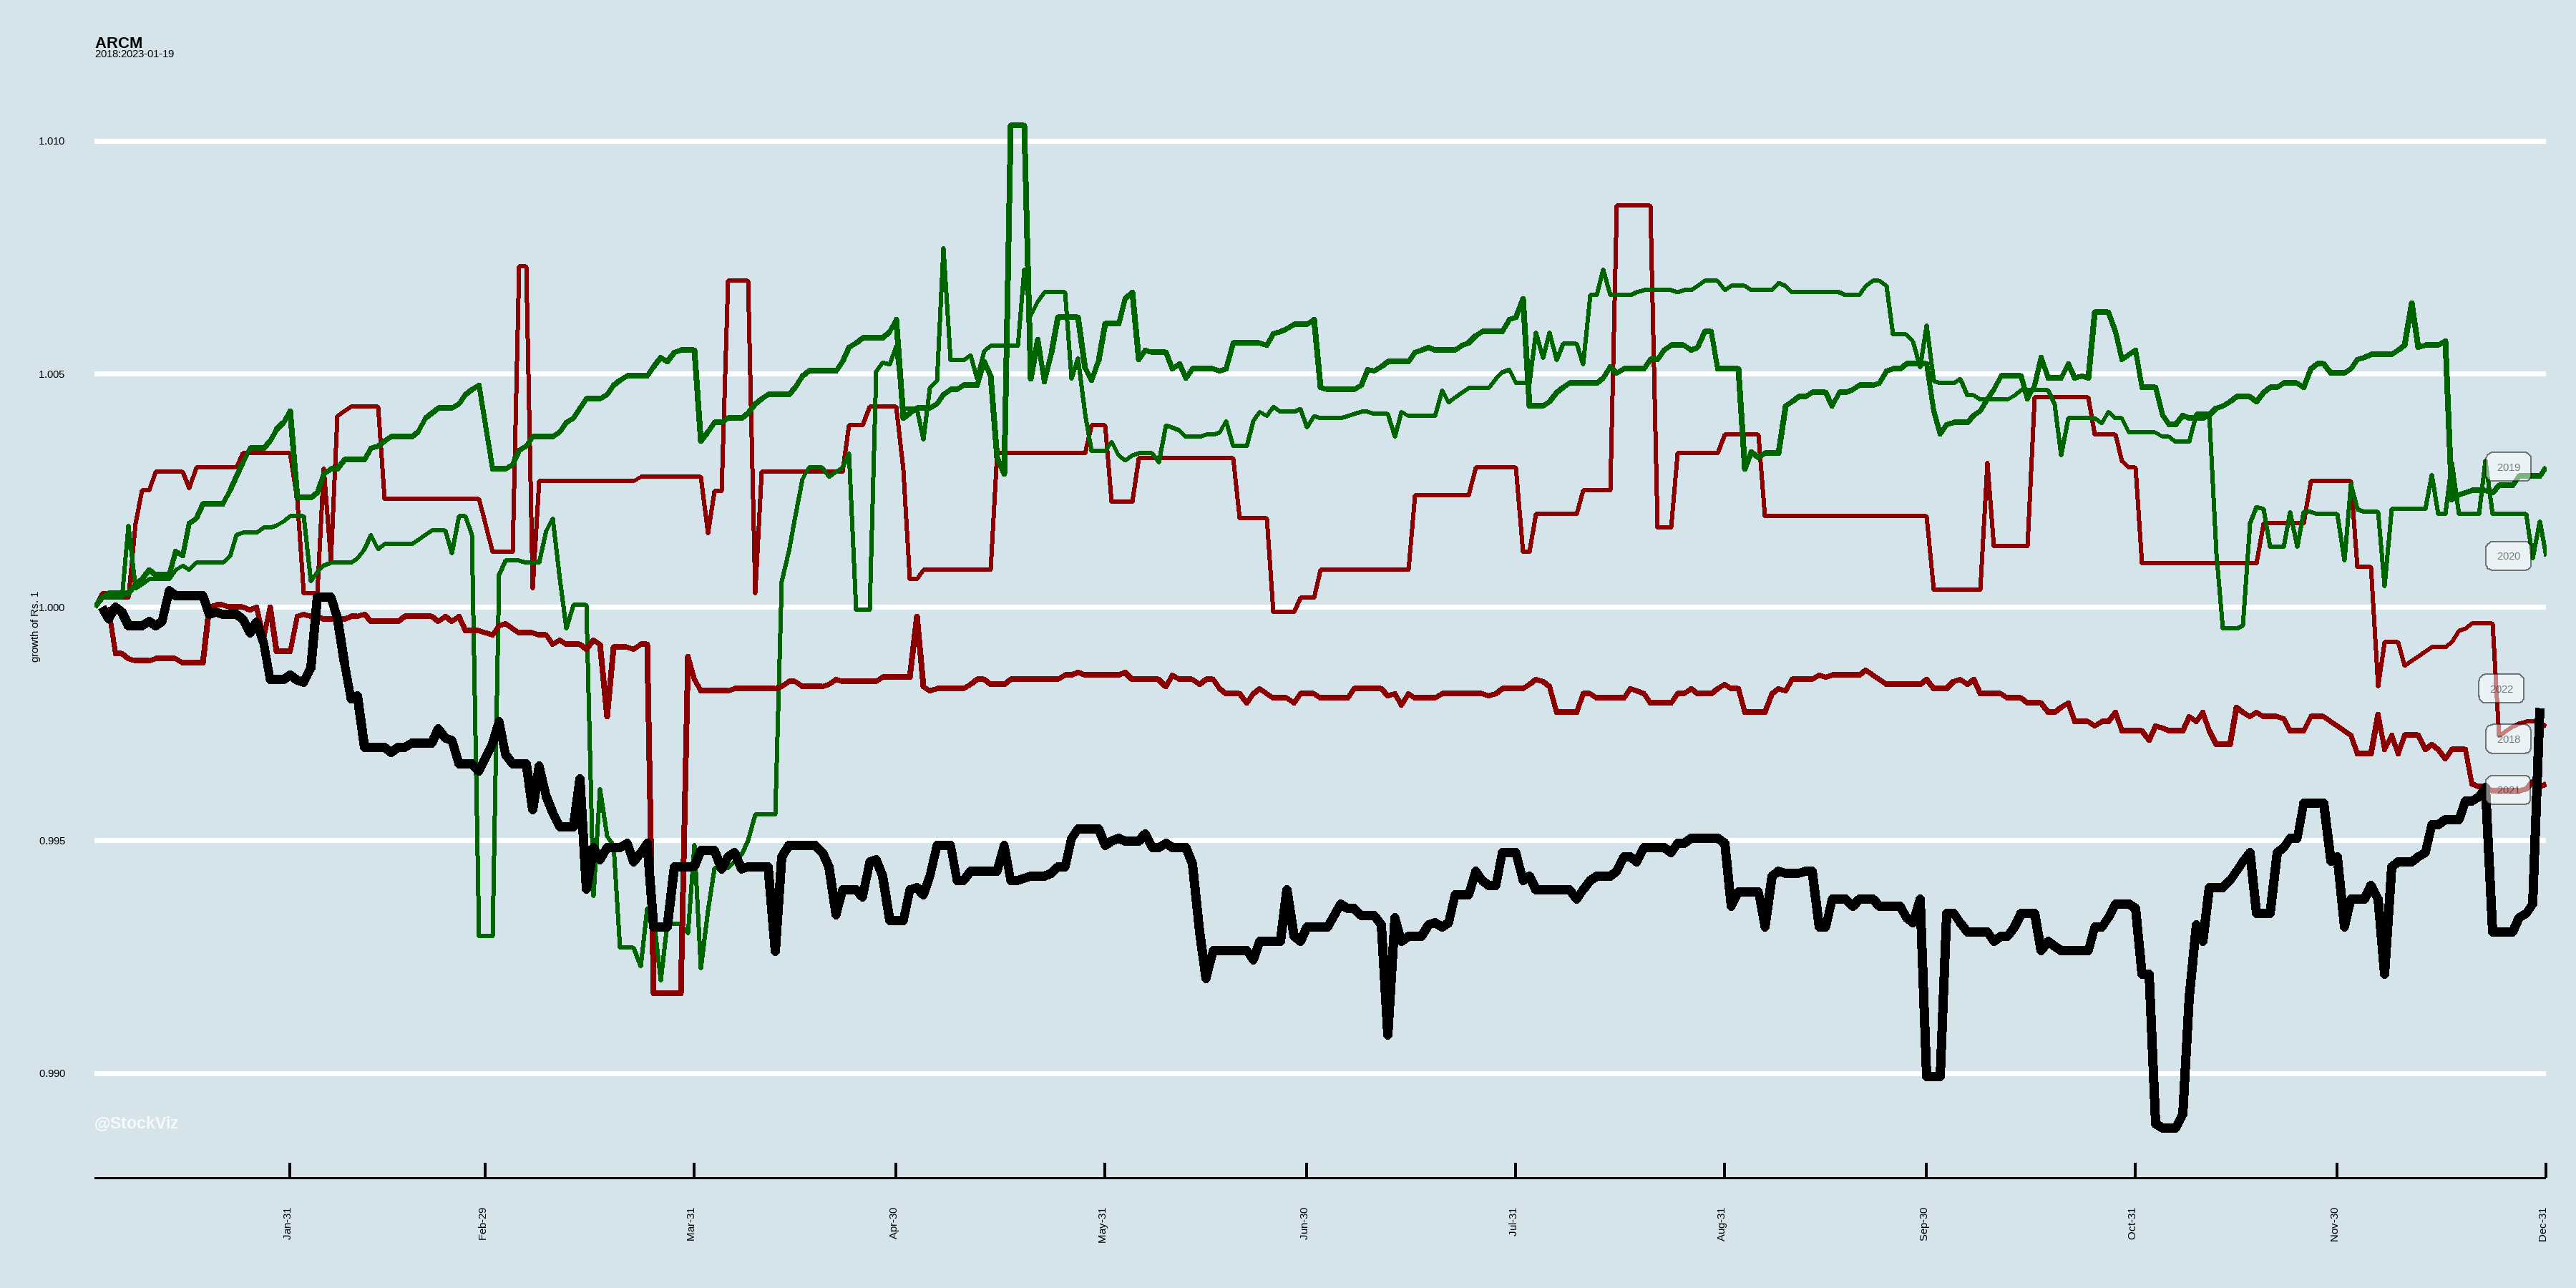 ARCM
2018:2023-01-19
1.010
1.005
1.000
0.995
0.990
growth of Rs. 1
2019
2020
2022
2018
2021
@StockViz
Jan-31
Feb-29
Mar-31
Apr-30
May-31
Jun-30
Jul-31
Aug-31
Sep-30
Oct-31
Nov-30
Dec-31